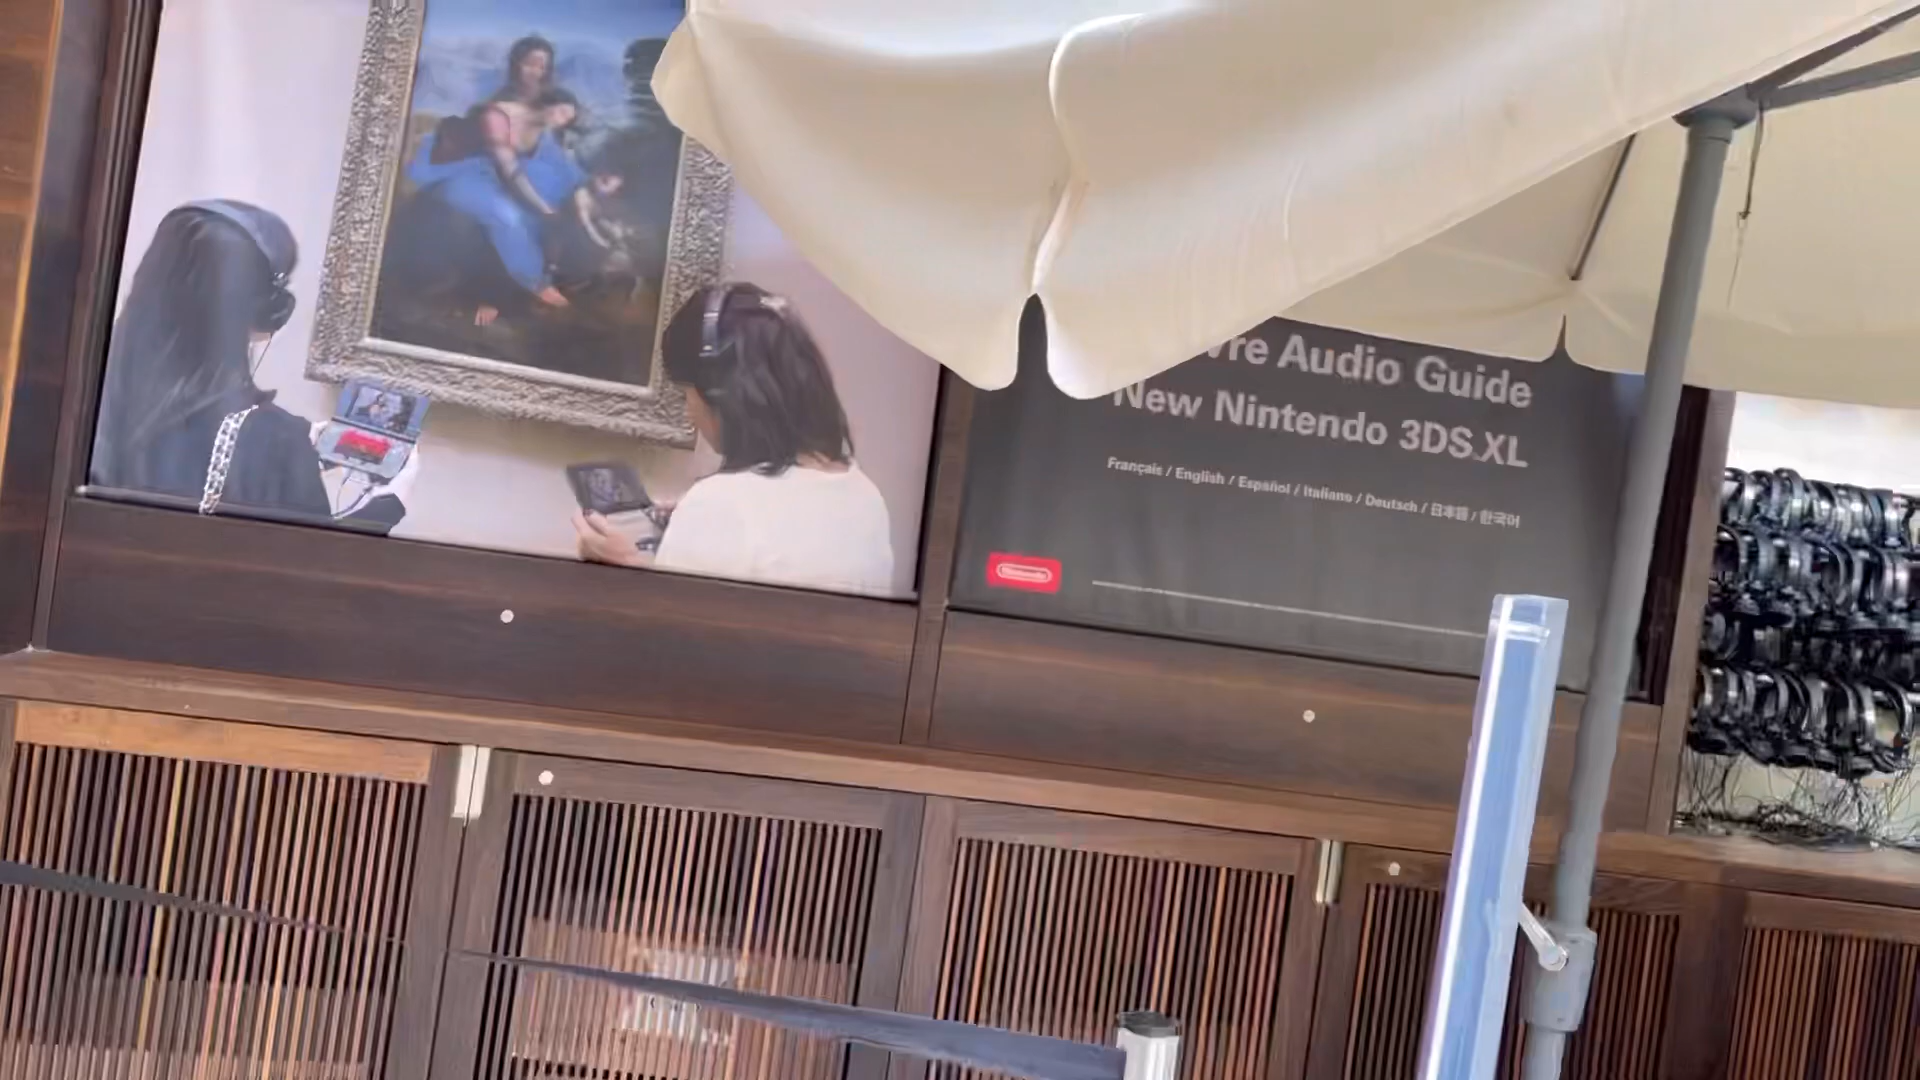 vre Audio Guide
New Nintendo 3DS XL
Français / English / Español / Italiano / Deutsch / 日本語 / 한국어
Nintendo